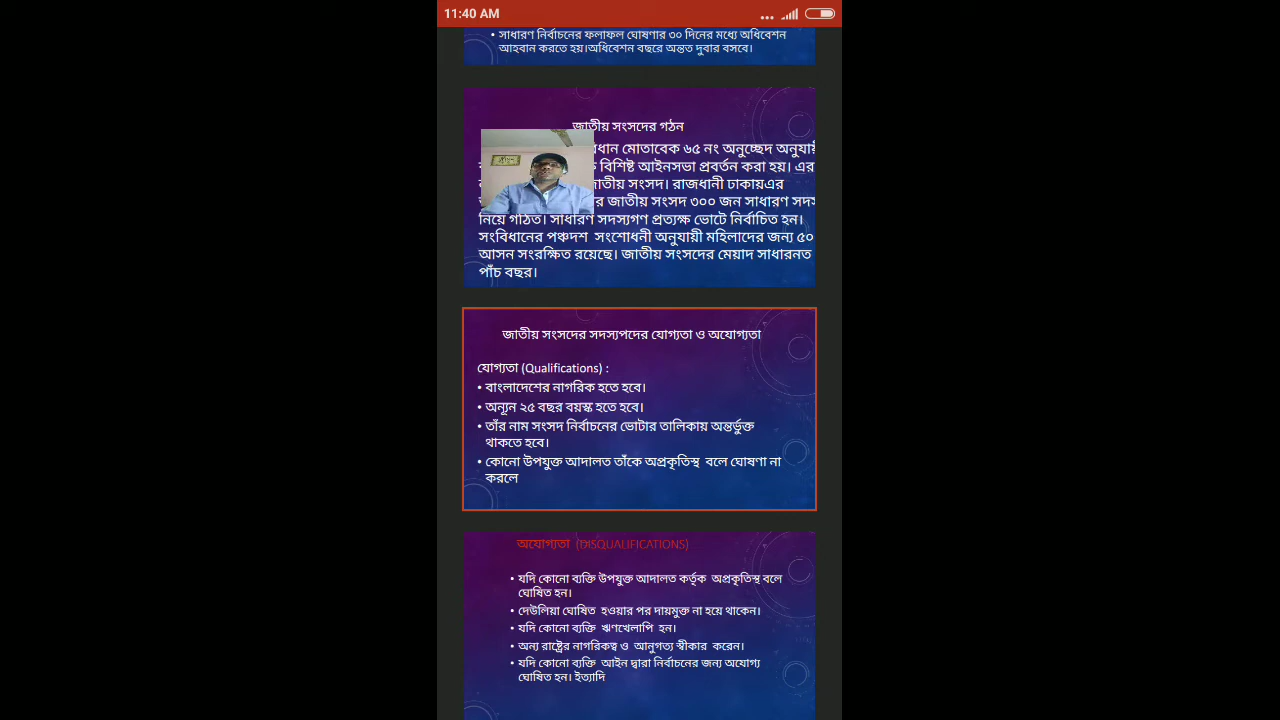 11:40 AM
• সাধারণ নির্বাচনের ফলাফল ঘোষণার ৩০ দিনের মধ্যে অধিবেশন
আহবান করতে হয়।অধিবেশন বছরে অন্তত দুবার বসবে।
জাতীয় সংসদের গঠন
মোতাবেক ৬৫ নং অনুচ্ছেদ
বিশিষ্ট আইনসভা প্রবর্তন করা হয়। এর
জাতীয় সংসদ। রাজধানী ঢাকায়এর
জাতীয় সংসদ ৩০০ জন সাধারণ
নিয়ে গঠিত। সাধারণ সদস্যগণ প্রত্যক্ষ ভোটে নির্বাচিত হন।
সংবিধানের পঞ্চদশ সংশোধনী অনুযায়ী মহিলাদের জন্য ৫০
আসন সংরক্ষিত রয়েছে। জাতীয় সংসদের মেয়াদ সাধারনত
পাঁচ বছর।
জাতীয় সংসদের সদস্যপদের যোগ্যতা ও অযোগ্যতা
যোগ্যতা (Qualifications) :
• বাংলাদেশের নাগরিক হতে হবে।
• অন্যূন ২৫ বছর বয়স্ক হতে হবে।
• তাঁর নাম সংসদ নির্বাচনের ভোটার তালিকায় অন্তর্ভুক্ত
থাকতে হবে।
• কোনো উপযুক্ত আদালত তাঁকে অপ্রকৃতিস্থ বলে ঘোষণা না
করলে
অযোগ্যতা (DISQUALIFICATIONS)
• যদি কোনো ব্যক্তি উপযুক্ত আদালত কর্তৃক অপ্রকৃতিস্থ বলে
ঘোষিত হন।
• দেউলিয়া ঘোষিত হওয়ার পর দায়মুক্ত না হয়ে থাকেন।
• যদি কোনো ব্যক্তি ঋণখেলাপি হন।
• অন্য রাষ্ট্রের নাগরিকত্ব ও আনুগত্য স্বীকার করেন।
• যদি কোনো ব্যক্তি আইন দ্বারা নির্বাচনের জন্য অযোগ্য
ঘোষিত হন। ইত্যাদি